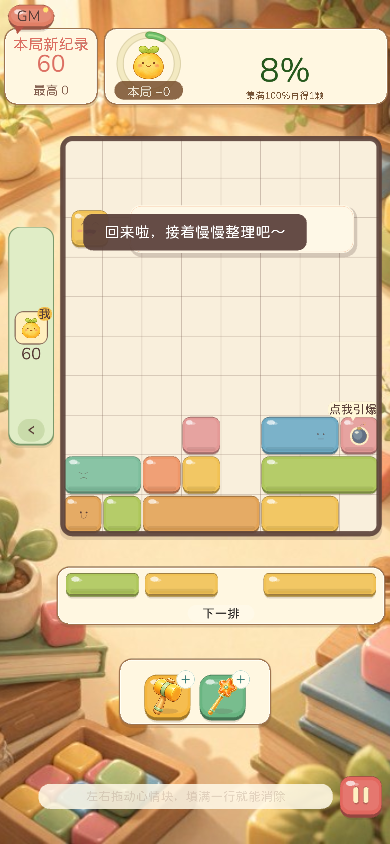 GM
本局新纪录
60
最高 0
本局 -0
8%
集满100%可得1颗
回来啦，接着慢慢整理吧～
我
60
<
点我引爆
下一排
+
+
左右拖动心情块，填满一行就能消除